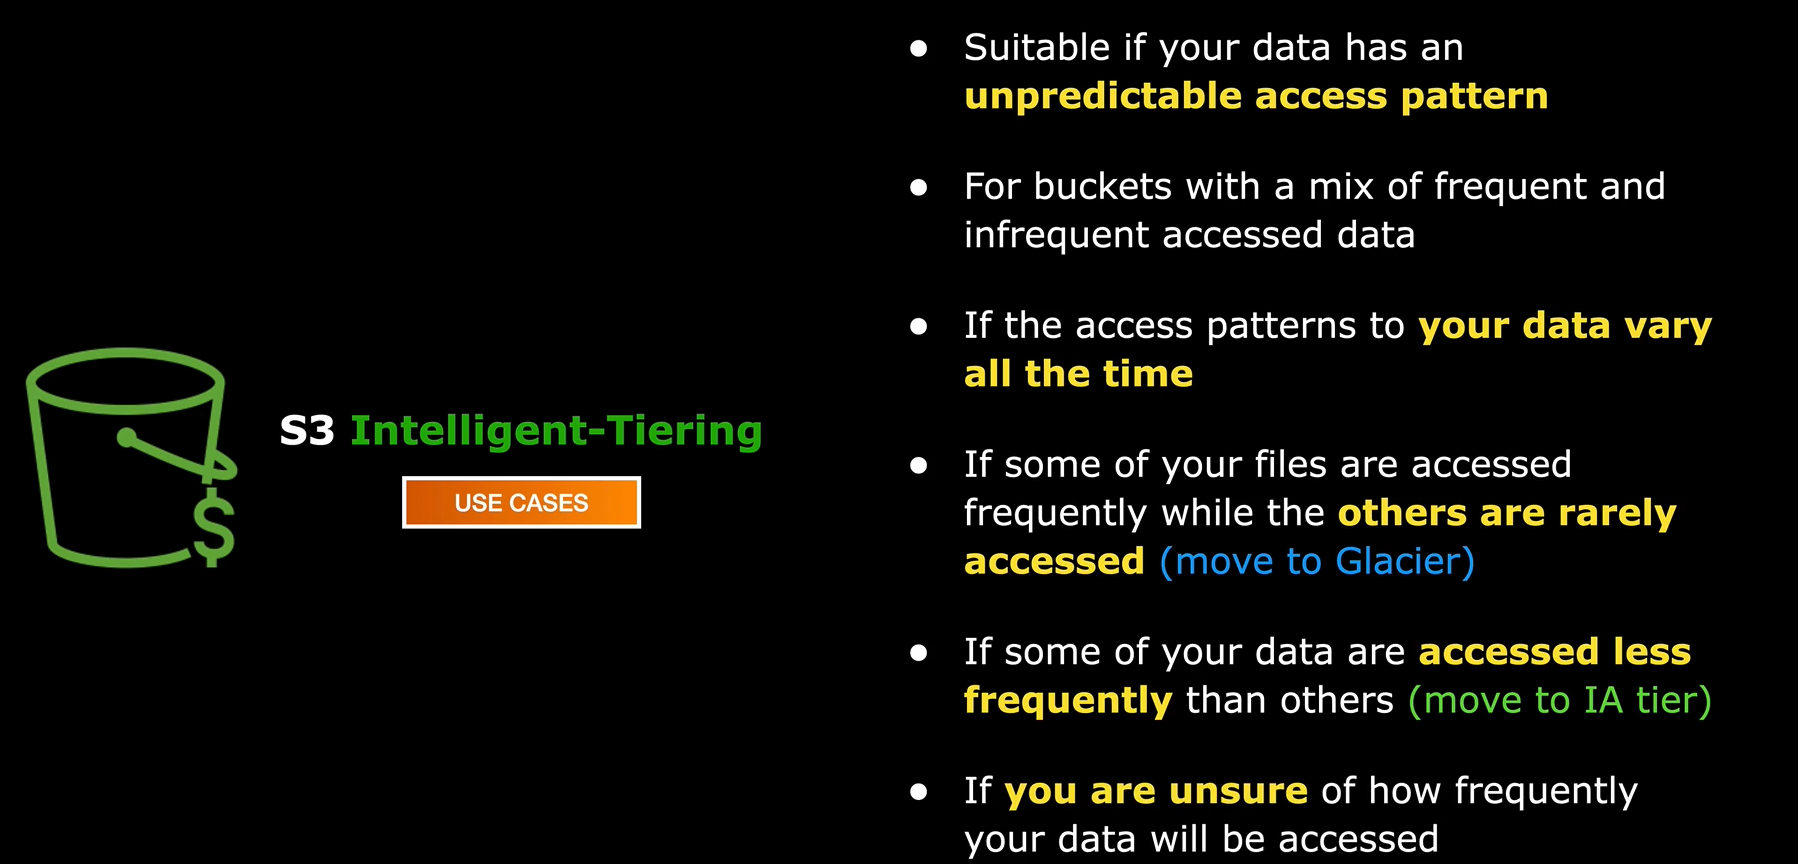 S3 Intelligent-Tiering
USE CASES
● Suitable if your data has an
unpredictable access pattern
● For buckets with a mix of frequent and
infrequent accessed data
● If the access patterns to your data vary
all the time
● If some of your files are accessed
frequently while the others are rarely
accessed (move to Glacier)
● If some of your data are accessed less
frequently than others (move to IA tier)
● If you are unsure of how frequently
your data will be accessed